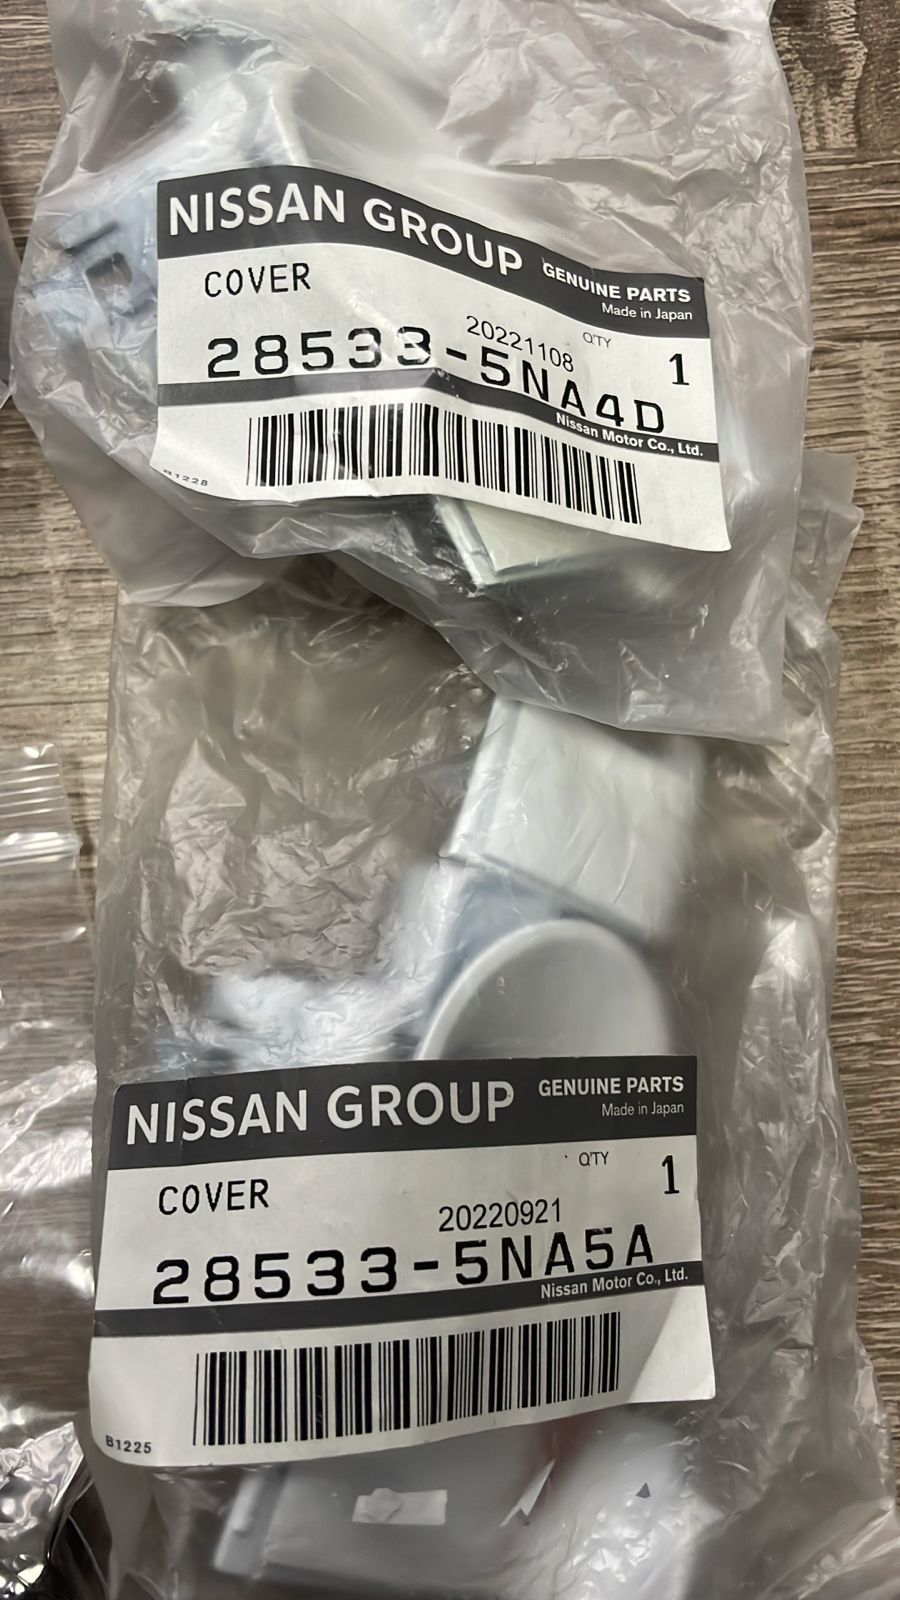 NISSAN GROUP GENUINE PARTS
Made in Japan
COVER
20221108 Q'TY 1
28533-5NA4D
Nissan Motor Co., Ltd.
B1228
NISSAN GROUP GENUINE PARTS
Made in Japan
COVER Q'TY 1
20220921
28533-5NA5A
Nissan Motor Co., Ltd.
B1225